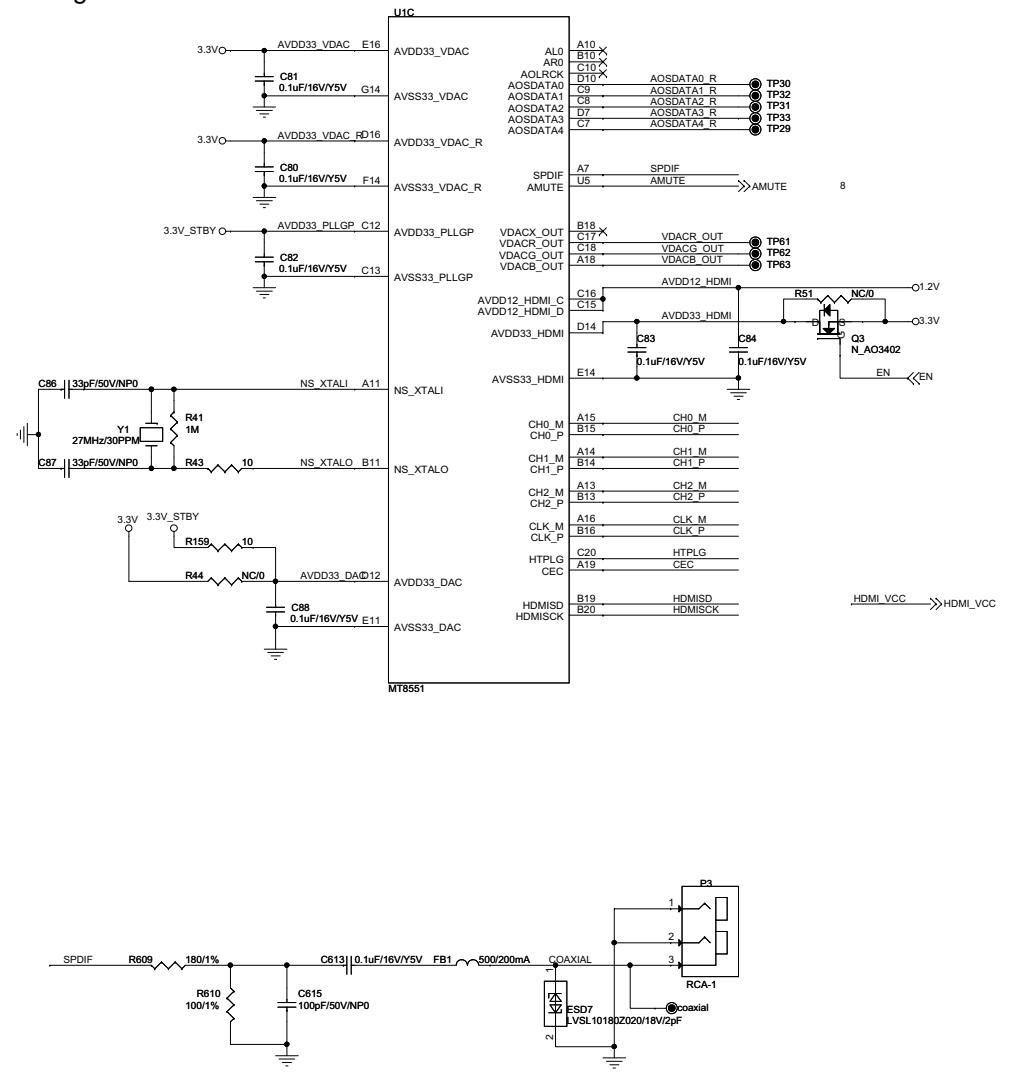 U1C
3.3V AVDD33_VDAC E16 AVDD33_VDAC
C81
0.1uF/16V/Y5V
G14 AVSS33_VDAC
3.3V AVDD33_VDAC_R D16 AVDD33_VDAC_R
C80
0.1uF/16V/Y5V
F14 AVSS33_VDAC_R
3.3V_STBY AVDD33_PLLGP C12 AVDD33_PLLGP
C82
0.1uF/16V/Y5V
C13 AVSS33_PLLGP
C86 33pF/50V/NP0 NS_XTALI A11 NS_XTALI
R41
1M
Y1
27MHz/30PPM
C87 33pF/50V/NP0 R43 10 NS_XTALO B11 NS_XTALO
3.3V 3.3V_STBY
R159 10
R44 NC/0 AVDD33_DAC D12 AVDD33_DAC
C88
0.1uF/16V/Y5V E11 AVSS33_DAC
MT8551
AL0 A10
AR0 B10
AOLRCK C10
AOSDATA0 D10 AOSDATA0_R TP30
AOSDATA1 C9 AOSDATA1_R TP32
AOSDATA2 C8 AOSDATA2_R TP31
AOSDATA3 D7 AOSDATA3_R TP33
AOSDATA4 C7 AOSDATA4_R TP29
SPDIF A7 SPDIF
AMUTE U5 AMUTE AMUTE 8
VDACX_OUT B18
VDACR_OUT C17 VDACR_OUT TP61
VDACG_OUT C18 VDACG_OUT TP62
VDACB_OUT A18 VDACB_OUT TP63
AVDD12_HDMI 1.2V
AVDD12_HDMI_C C16
AVDD12_HDMI_D C15
R51 NC/0
AVDD33_HDMI D14 AVDD33_HDMI D S 3.3V
G
Q3
N_AO3402
C83
0.1uF/16V/Y5V
C84
0.1uF/16V/Y5V
EN EN
AVSS33_HDMI E14
CH0_M A15 CH0_M
CH0_P B15 CH0_P
CH1_M A14 CH1_M
CH1_P B14 CH1_P
CH2_M A13 CH2_M
CH2_P B13 CH2_P
CLK_M A16 CLK_M
CLK_P B16 CLK_P
HTPLG C20 HTPLG
CEC A19 CEC
HDMISD B19 HDMISD
HDMISCK B20 HDMISCK
HDMI_VCC HDMI_VCC
P3
1
2
3
RCA-1
SPDIF R609 180/1% C613 0.1uF/16V/Y5V FB1 500/200mA COAXIAL
R610
100/1%
C615
100pF/50V/NP0
1
ESD7
LVSL10180Z020/18V/2pF
2
coaxial